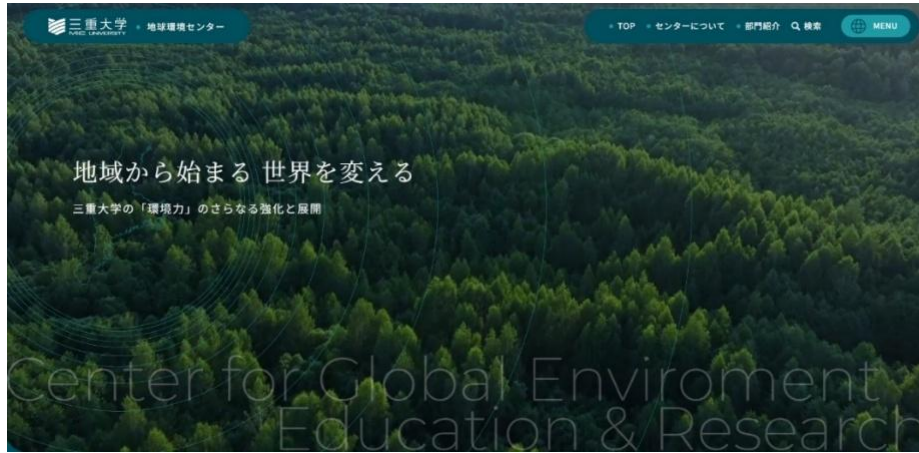 三重大学
MIE UNIVERSITY
地球環境センター
TOP センターについて 部門紹介 検索 MENU
地域から始まる 世界を変える
三重大学の「環境力」のさらなる強化と展開
Center for Global Enviroment
Education & Research